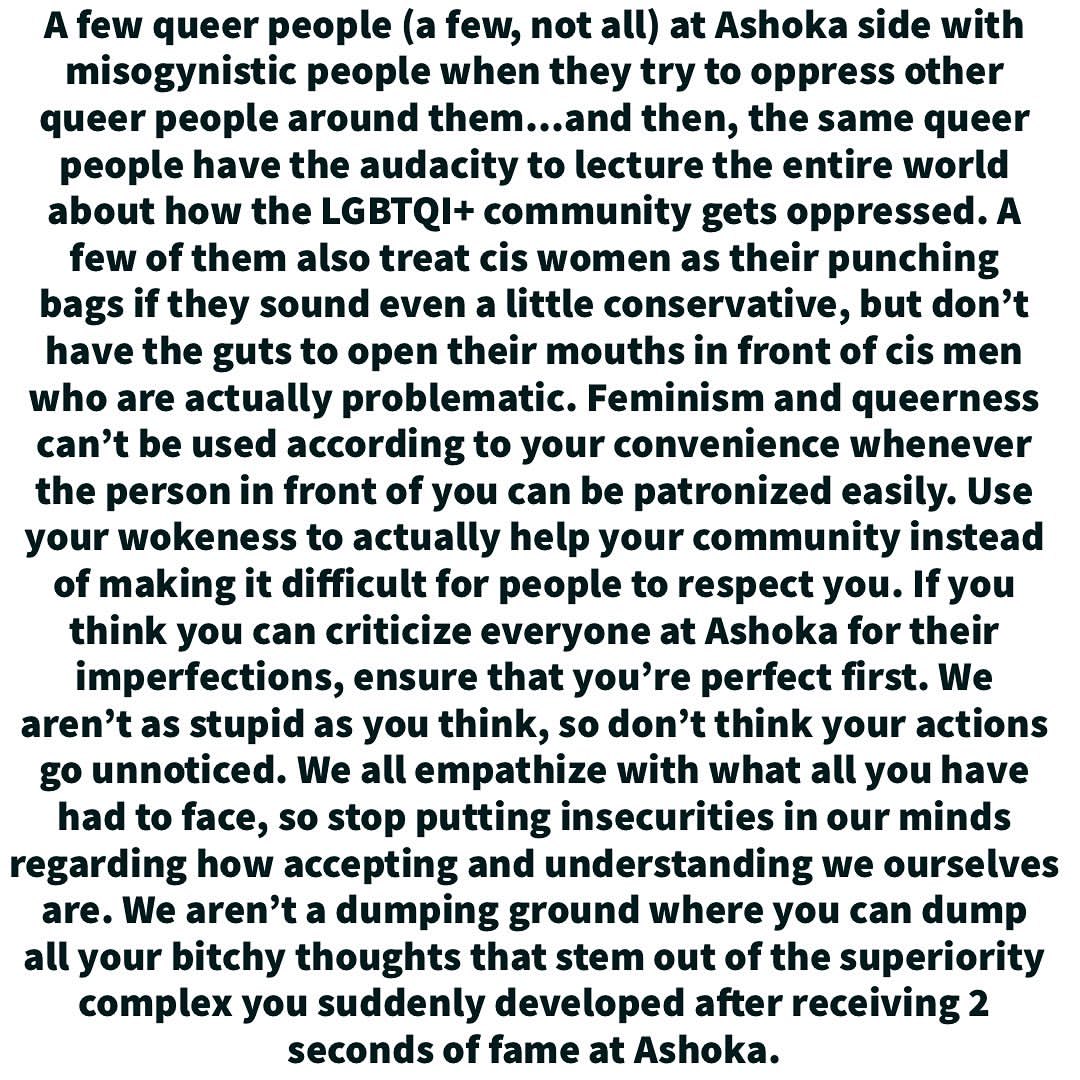 A few queer people (a few, not all) at Ashoka side with
misogynistic people when they try to oppress other
queer people around them...and then, the same queer
people have the audacity to lecture the entire world
about how the LGBTQI+ community gets oppressed. A
few of them also treat cis women as their punching
bags if they sound even a little conservative, but don’t
have the guts to open their mouths in front of cis men
who are actually problematic. Feminism and queerness
can’t be used according to your convenience whenever
the person in front of you can be patronized easily. Use
your wokeness to actually help your community instead
of making it difficult for people to respect you. If you
think you can criticize everyone at Ashoka for their
imperfections, ensure that you’re perfect first. We
aren’t as stupid as you think, so don’t think your actions
go unnoticed. We all empathize with what all you have
had to face, so stop putting insecurities in our minds
regarding how accepting and understanding we ourselves
are. We aren’t a dumping ground where you can dump
all your bitchy thoughts that stem out of the superiority
complex you suddenly developed after receiving 2
seconds of fame at Ashoka.